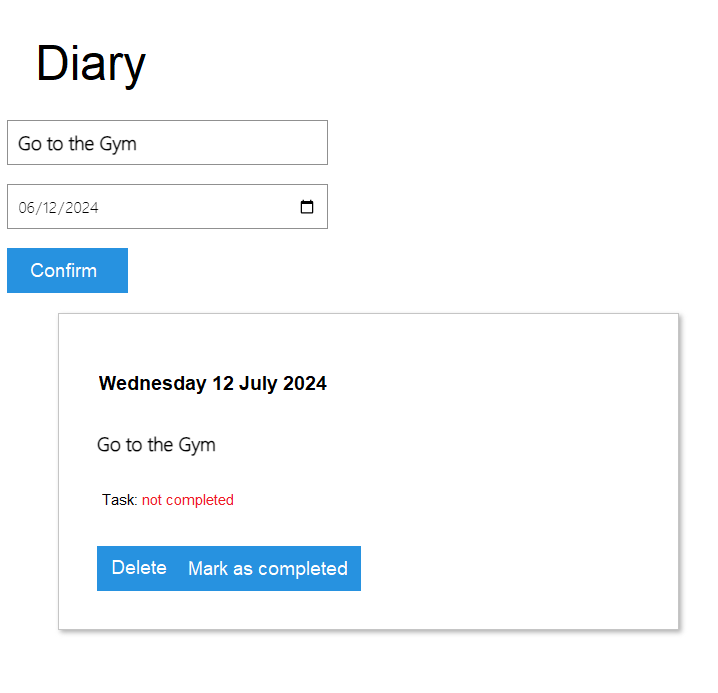 Diary
Go to the Gym
06/12/2024
Confirm
Wednesday 12 July 2024
Go to the Gym
Task: not completed
Delete Mark as completed